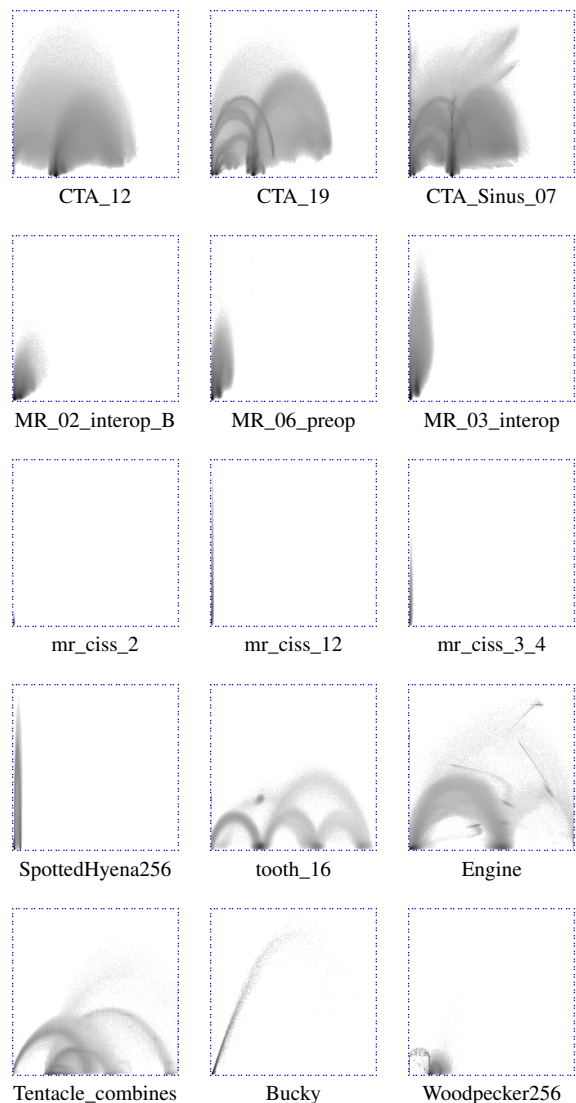 CTA_12 CTA_19 CTA_Sinus_07
MR_02_interop_B MR_06_preop MR_03_interop
mr_ciss_2 mr_ciss_12 mr_ciss_3_4
SpottedHyena256 tooth_16 Engine
Tentacle_combines Bucky Woodpecker256